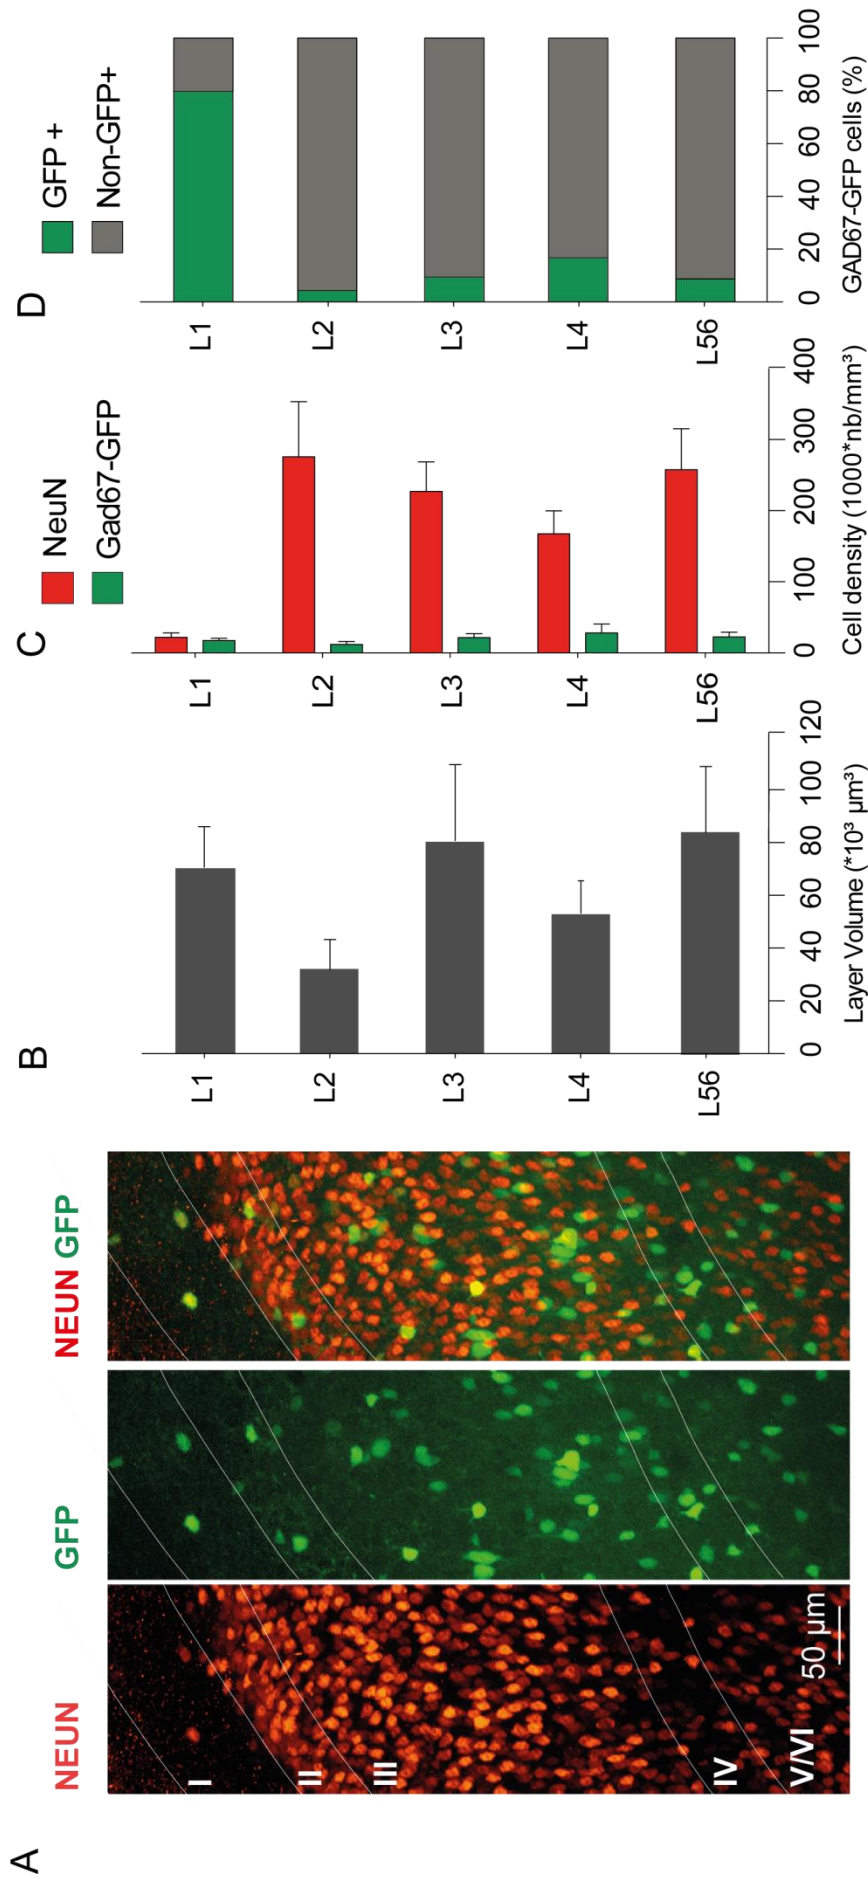 A
NEUN
GFP
NEUN GFP
I
II
III
IV
V/VI
50 µm
B
L1
L2
L3
L4
L56
0 20 40 60 80 100 120
Layer Volume (*10³ µm³)
C
NeuN
Gad67-GFP
L1
L2
L3
L4
L56
0 100 200 300 400
Cell density (1000*nb/mm³)
D
GFP +
Non-GFP+
L1
L2
L3
L4
L56
0 20 40 60 80 100
GAD67-GFP cells (%)